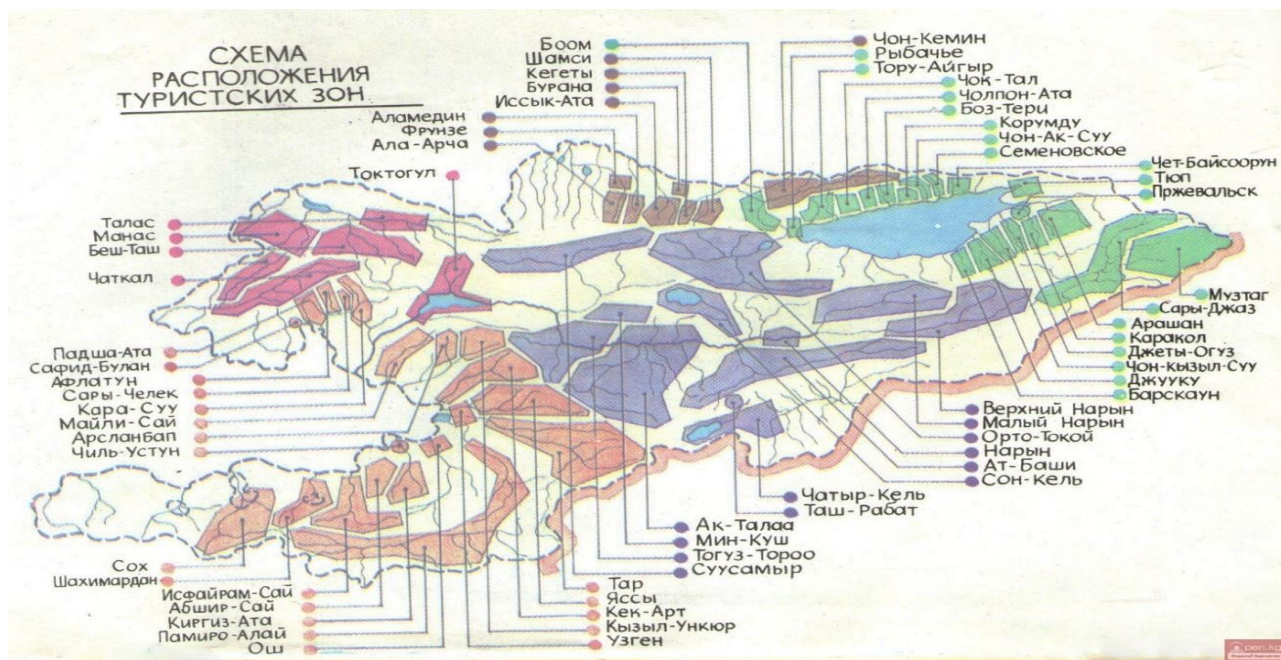 СХЕМА
РАСПОЛОЖЕНИЯ
ТУРИСТСКИХ ЗОН
Боом
Шамси
Кегеты
Бурана
Иссык-Ата
Аламедин
Фрунзе
Ала-Арча
Токтогул
Чон-Кемин
Рыбачье
Тору-Айгыр
Чок-Тал
Чолпон-Ата
Боз-Тери
Корумду
Чон-Ак-Суу
Семеновское
Чет-Байсоорун
Тюп
Пржевальск
Талас
Манас
Беш-Таш
Чаткал
Падша-Ата
Сафид-Булан
Афлатун
Сары-Челек
Кара-Суу
Майли-Сай
Арсланбап
Чиль-Устун
Музтаг
Сары-Джаз
Арашан
Каракол
Джеты-Огуз
Чон-кызыл-Суу
Джууку
Барскаун
Верхний Нарын
Малый Нарын
Орто-Токой
Нарын
Ат-Баши
Сон-Кель
Чатыр-Кель
Таш-Рабат
Ак-Талаа
Мин-Куш
Тогуз-Тороо
Суусамыр
Сох
Шахимардан
Исфайрам-Сай
Абшир-Сай
Киргиз-Ата
Памиро-Алай
Ош
Тар
Яссы
Кек-Арт
Кызыл-Ункюр
Узген
open.kg